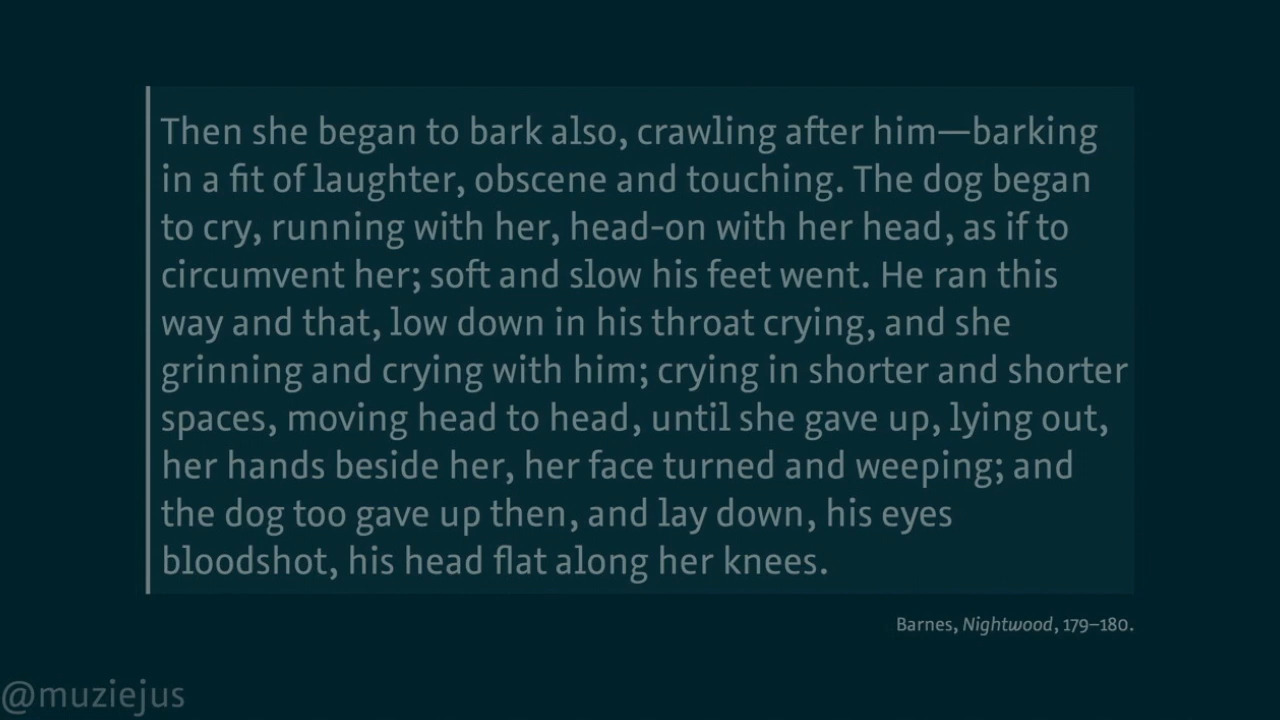 Then she began to bark also, crawling after him—barking
in a fit of laughter, obscene and touching. The dog began
to cry, running with her, head-on with her head, as if to
circumvent her; soft and slow his feet went. He ran this
way and that, low down in his throat crying, and she
grinning and crying with him; crying in shorter and shorter
spaces, moving head to head, until she gave up, lying out,
her hands beside her, her face turned and weeping; and
the dog too gave up then, and lay down, his eyes
bloodshot, his head flat along her knees.
Barnes, Nightwood, 179–180.
@muziejus